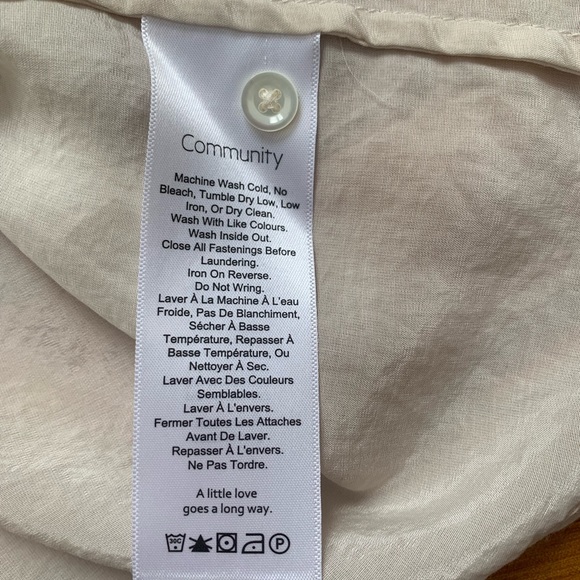 Community
Machine Wash Cold, No
Bleach, Tumble Dry Low, Low
Iron, Or Dry Clean.
Wash With Like Colours.
Wash Inside Out.
Close All Fastenings Before
Laundering.
Iron On Reverse.
Do Not Wring.
Laver À La Machine À L'eau
Froide, Pas De Blanchiment,
Sécher À Basse
Température, Repasser À
Basse Température, Ou
Nettoyer À Sec.
Laver Avec Des Couleurs
Semblables.
Laver À L'envers.
Fermer Toutes Les Attaches
Avant De Laver.
Repasser À L'envers.
Ne Pas Tordre.
A little love
goes a long way.
30C
P